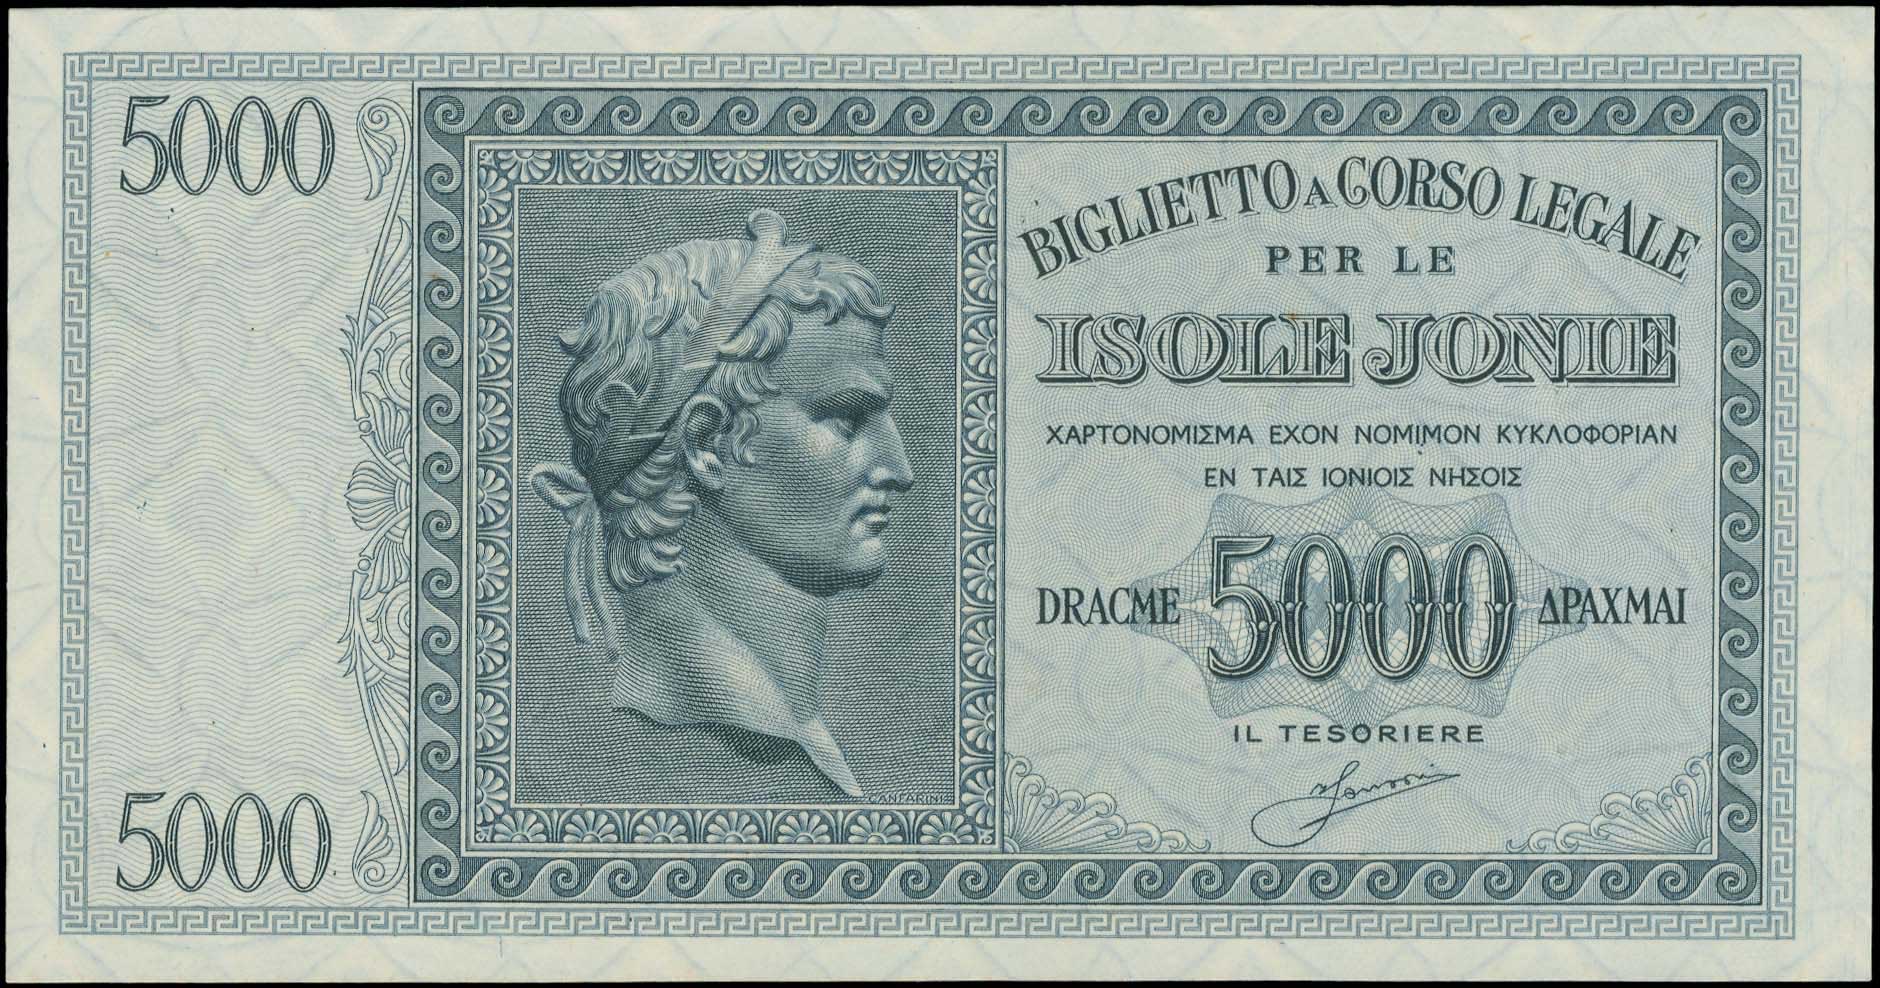 5000
BIGLIETTO A CORSO LEGALE
PER LE
ISOLE JONIE
ΧΑΡΤΟΝΟΜΙΣΜΑ ΕΧΟΝ ΝΟΜΙΜΟΝ ΚΥΚΛΟΦΟΡΙΑΝ
ΕΝ ΤΑΙΣ ΙΟΝΙΟΙΣ ΝΗΣΟΙΣ
DRACME 5000 ΔΡΑΧΜΑΙ
IL TESORIERE
CANFARINI
5000